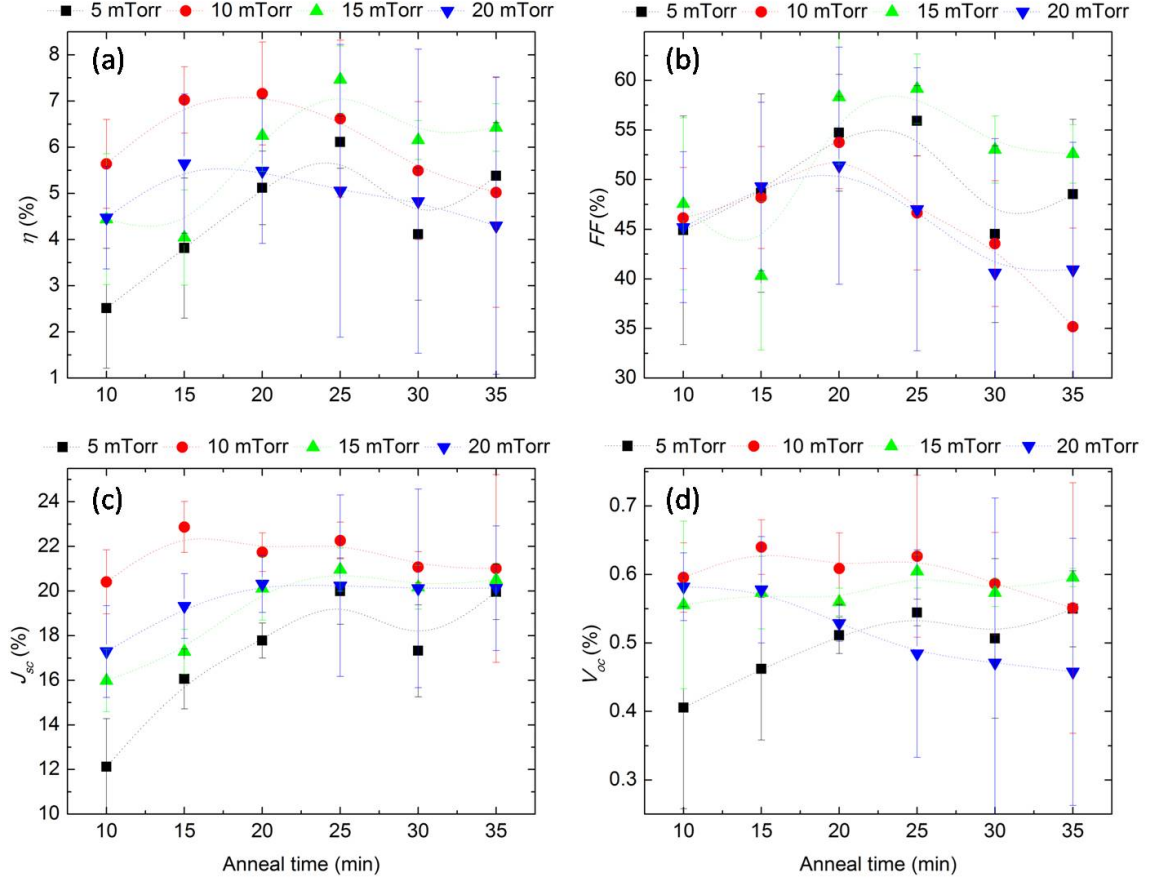 5 mTorr 10 mTorr 15 mTorr 20 mTorr
(a)
η (%)
8
7
6
5
4
3
2
1
10 15 20 25 30 35
5 mTorr 10 mTorr 15 mTorr 20 mTorr
(b)
FF (%)
60
55
50
45
40
35
30
10 15 20 25 30 35
5 mTorr 10 mTorr 15 mTorr 20 mTorr
(c)
Jsc (%)
24
22
20
18
16
14
12
10
10 15 20 25 30 35
Anneal time (min)
5 mTorr 10 mTorr 15 mTorr 20 mTorr
(d)
Voc (%)
0.7
0.6
0.5
0.4
0.3
10 15 20 25 30 35
Anneal time (min)